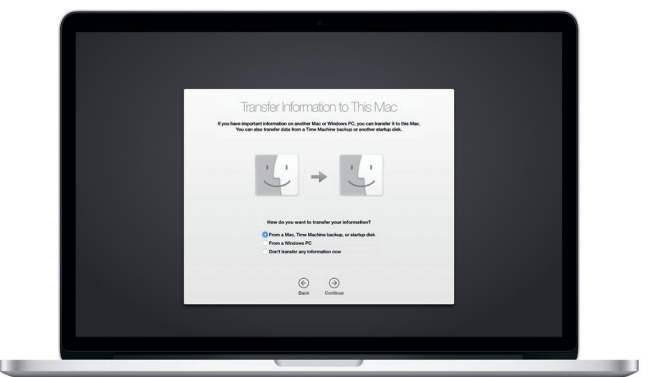 Transfer Information to This Mac
If you have important information on another Mac or Windows PC, you can transfer it to this Mac.
You can also transfer data from a Time Machine backup or another startup disk.
How do you want to transfer your information?
From a Mac, Time Machine backup, or startup disk
From a Windows PC
Don't transfer any information now
Back
Continue